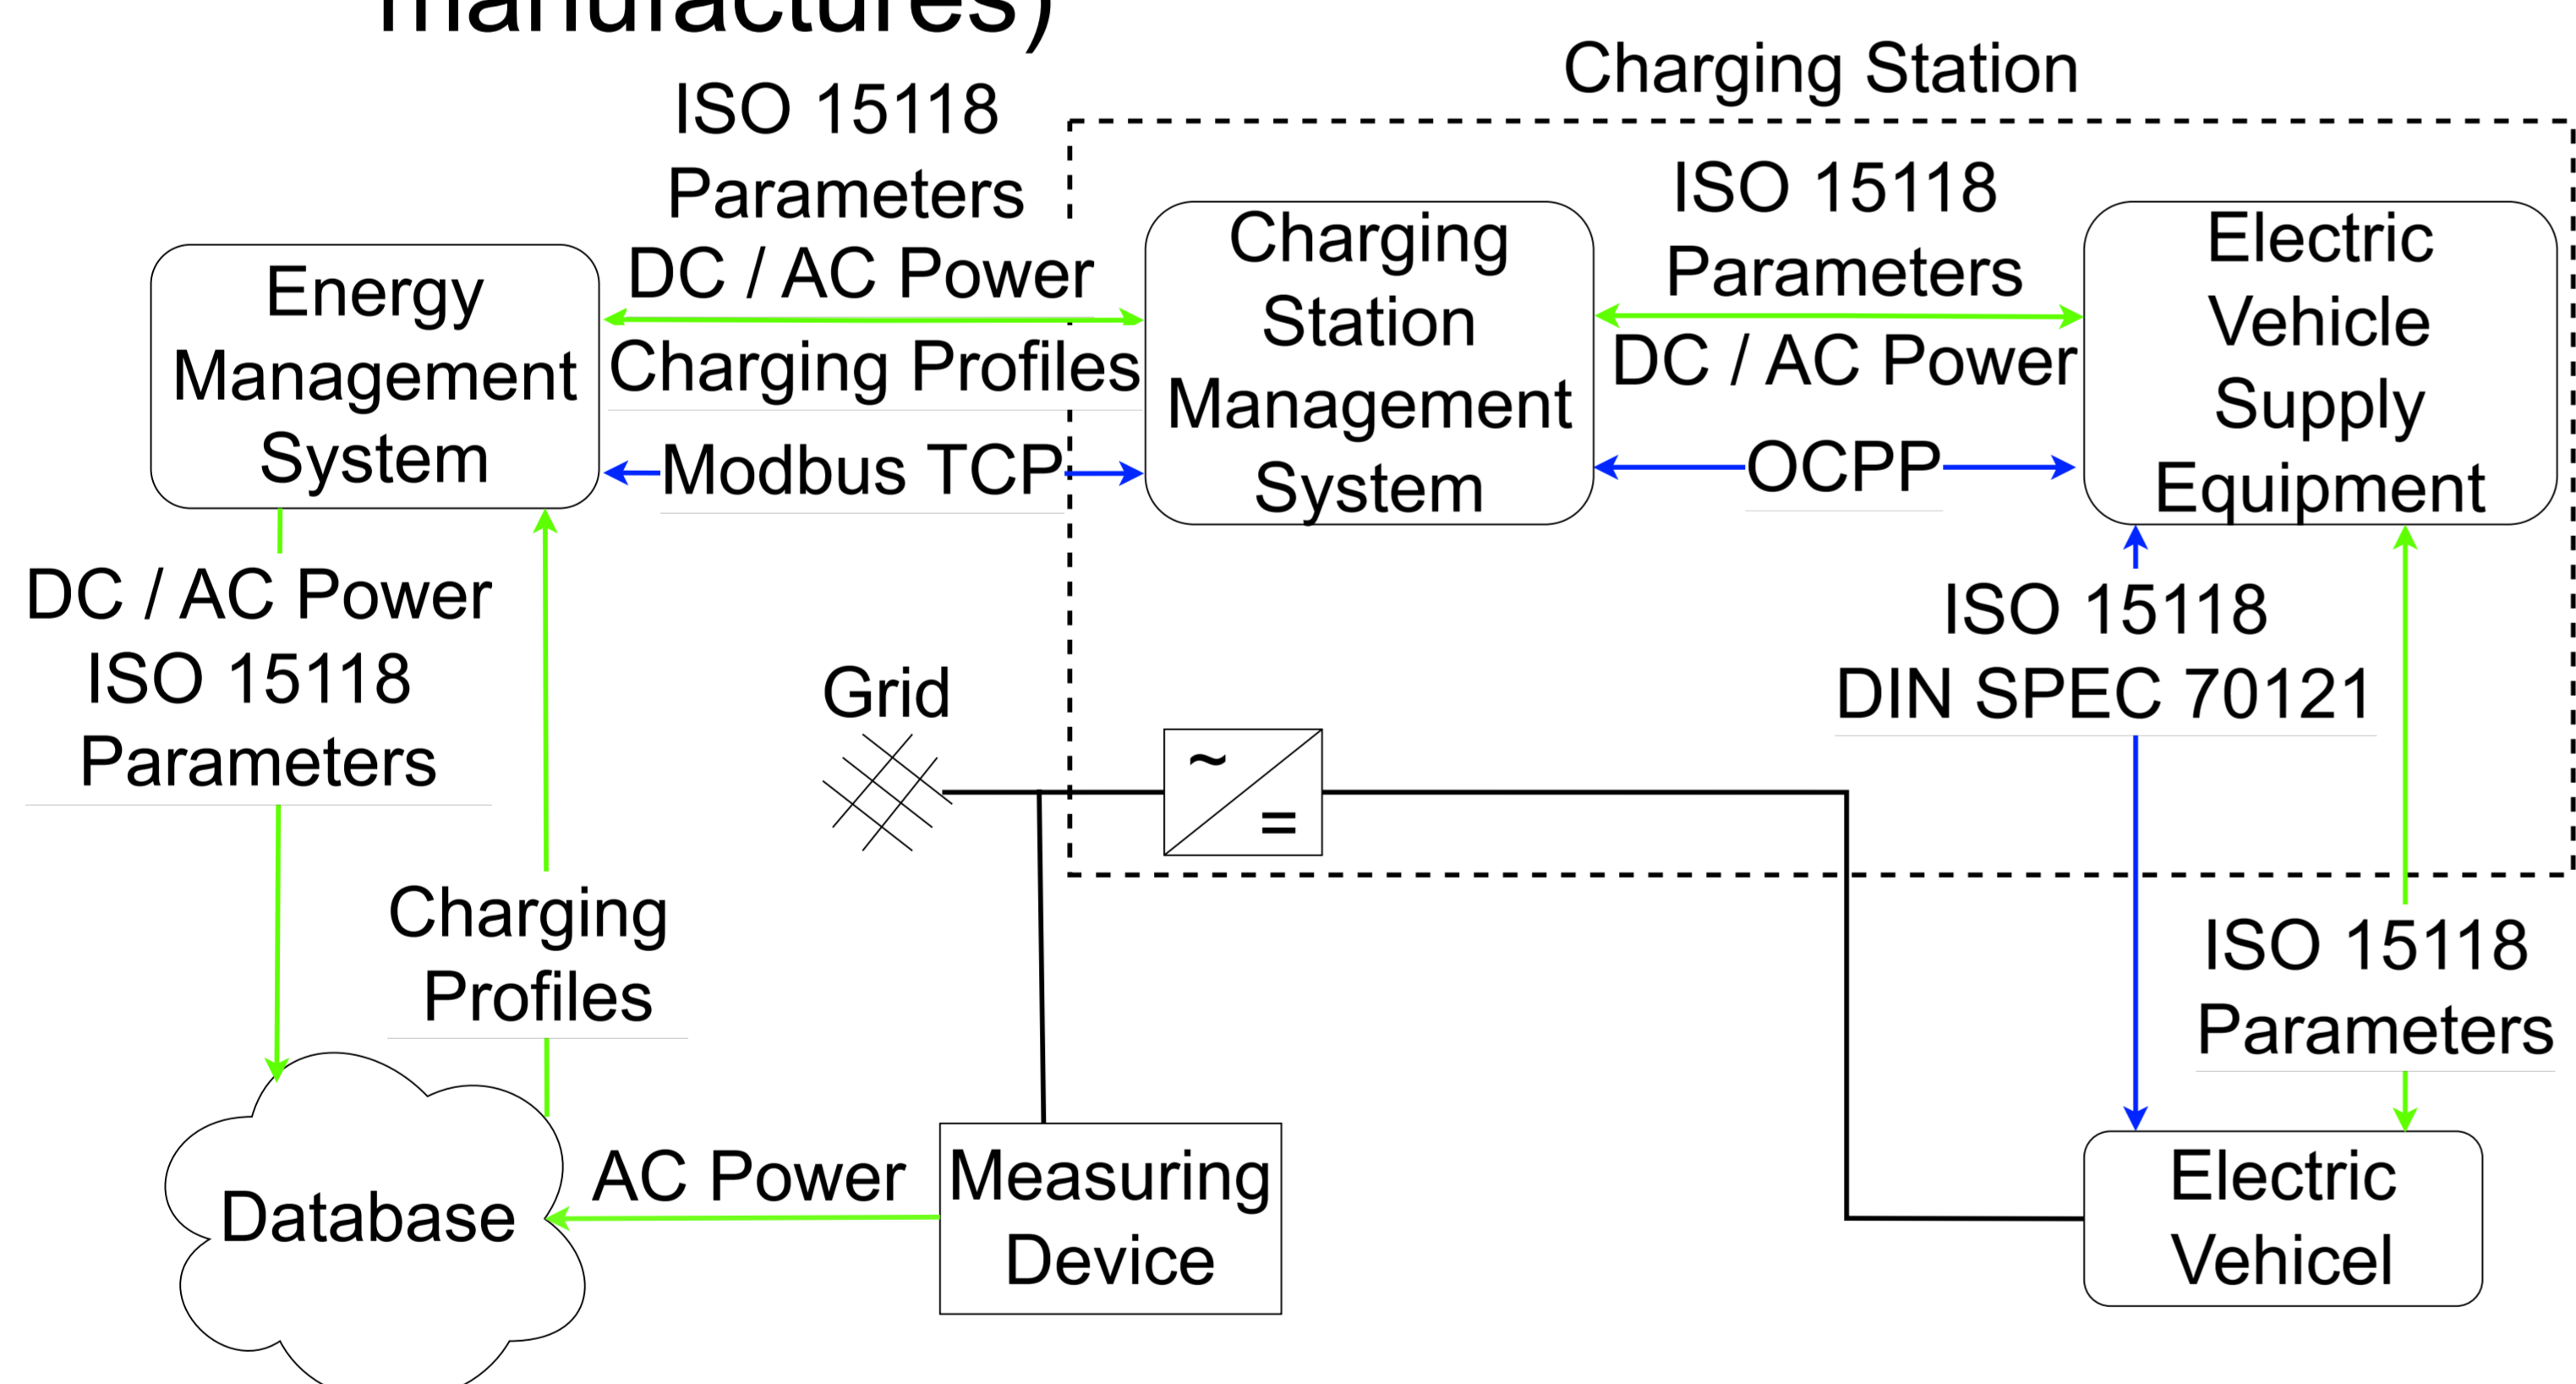 manufactures)
Charging Station
ISO 15118
Parameters
DC / AC Power
Charging Profiles
Modbus TCP
ISO 15118
Parameters
DC / AC Power
OCPP
Energy
Management
System
Charging
Station
Management
System
Electric
Vehicle
Supply
Equipment
DC / AC Power
ISO 15118
Parameters
Charging
Profiles
Grid
~
=
ISO 15118
DIN SPEC 70121
ISO 15118
Parameters
Database
AC Power
Measuring
Device
Electric
Vehicel